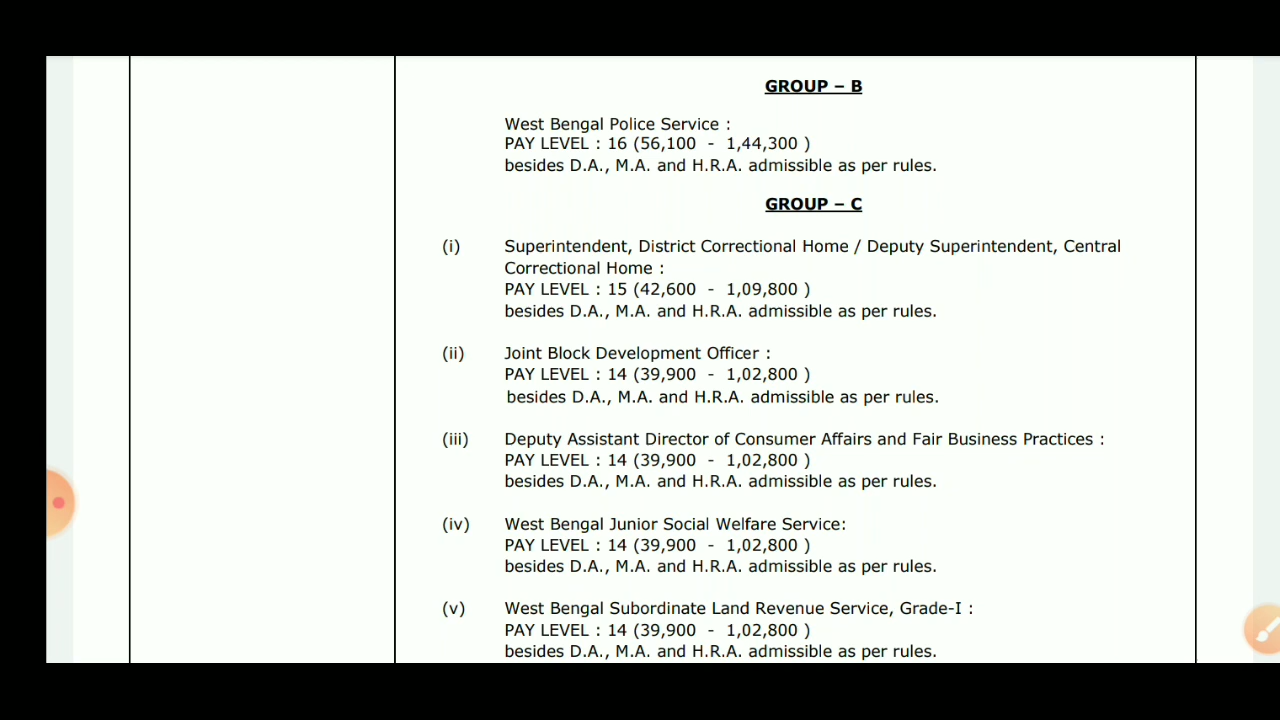 GROUP – B
West Bengal Police Service :
PAY LEVEL : 16 (56,100 - 1,44,300 )
besides D.A., M.A. and H.R.A. admissible as per rules.
GROUP – C
(i) Superintendent, District Correctional Home / Deputy Superintendent, Central
Correctional Home :
PAY LEVEL : 15 (42,600 - 1,09,800 )
besides D.A., M.A. and H.R.A. admissible as per rules.
(ii) Joint Block Development Officer :
PAY LEVEL : 14 (39,900 - 1,02,800 )
besides D.A., M.A. and H.R.A. admissible as per rules.
(iii) Deputy Assistant Director of Consumer Affairs and Fair Business Practices :
PAY LEVEL : 14 (39,900 - 1,02,800 )
besides D.A., M.A. and H.R.A. admissible as per rules.
(iv) West Bengal Junior Social Welfare Service:
PAY LEVEL : 14 (39,900 - 1,02,800 )
besides D.A., M.A. and H.R.A. admissible as per rules.
(v) West Bengal Subordinate Land Revenue Service, Grade-I :
PAY LEVEL : 14 (39,900 - 1,02,800 )
besides D.A., M.A. and H.R.A. admissible as per rules.